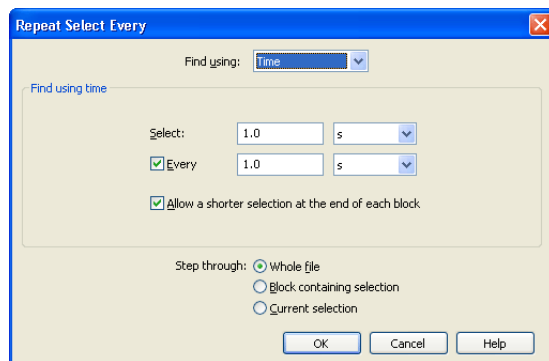 Repeat Select Every
Find using: Time
Find using time
Select: 1.0 s
Every 1.0 s
Allow a shorter selection at the end of each block
Step through: Whole file
Block containing selection
Current selection
OK Cancel Help